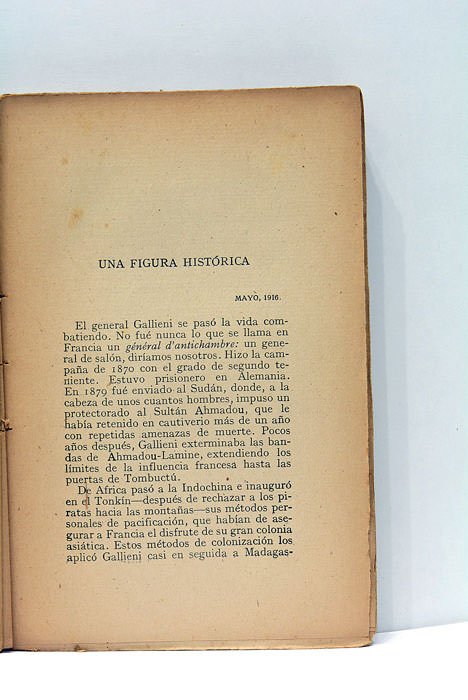 UNA FIGURA HISTÓRICA
MAYO, 1916.
El general Gallieni se pasó la vida com-
batiendo. No fué nunca lo que se llama en
Francia un général d'antichambre: un gene-
ral de salón, diríamos nosotros. Hizo la cam-
paña de 1870 con el grado de segundo te-
niente. Estuvo prisionero en Alemania.
En 1879 fué enviado al Sudán, donde, a la
cabeza de unos cuantos hombres, impuso un
protectorado al Sultán Ahmadou, que le
había retenido en cautiverio más de un año
con repetidas amenazas de muerte. Pocos
años después, Gallieni exterminaba las ban-
das de Ahmadou-Lamine, extendiendo los
límites de la influencia francesa hasta las
puertas de Tombuctú.
De Africa pasó a la Indochina e inauguró
en el Tonkín—después de rechazar a los pi-
ratas hacia las montañas—sus métodos per-
sonales de pacificación, que habían de ase-
gurar a Francia el disfrute de su gran colonia
asiática. Estos métodos de colonización los
aplicó Gallieni casi en seguida a Madagas-